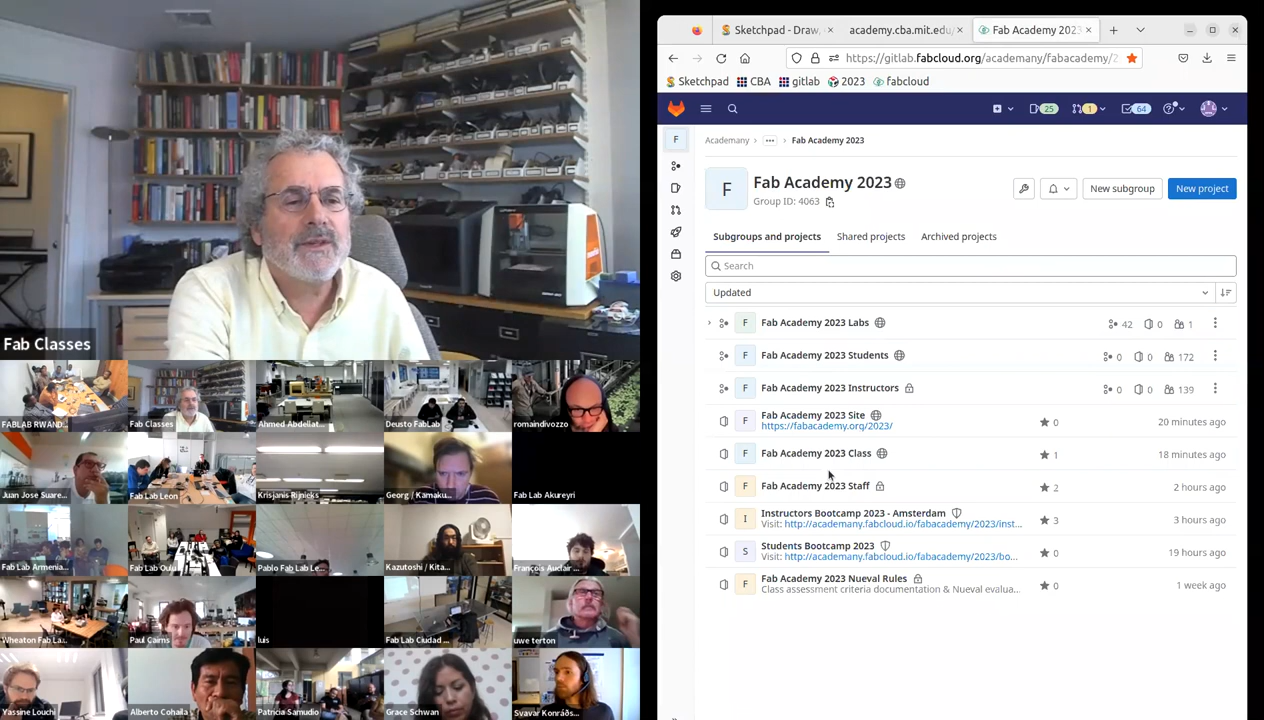 Fab Classes
FABLAB RWAND...
Fab Classes
Ahmed Abdellat...
Deusto FabLab
romaindivozzo
Juan Jose Suare...
Fab Lab Leon
Krisjanis Rijnieks
Georg / Kamaku...
Fab Lab Akureyri
Fab Lab Armenia...
Fab Lab Oulu
Pablo Fab Lab Le...
Kazutoshi / Kita...
François Auclair ...
Wheaton Fab La...
Paul Cairns
luis
Fab Lab Ciudad ...
uwe terton
Yassine Louchi
Alberto Cohaila
Patricia Samudio
Grace Schwan
Svavar Konráðs...
Sketchpad - Draw,
academy.cba.mit.edu/
Fab Academy 2023
https://gitlab.fabcloud.org/academany/fabacademy/2
Sketchpad
CBA
gitlab
2023
fabcloud
25
1
64
F
Academany
Fab Academy 2023
F
Fab Academy 2023
Group ID: 4063
New subgroup
New project
Subgroups and projects
Shared projects
Archived projects
Search
Updated
F Fab Academy 2023 Labs 42 0 1
F Fab Academy 2023 Students 0 0 172
F Fab Academy 2023 Instructors 0 0 139
F Fab Academy 2023 Site 0 20 minutes ago
https://fabacademy.org/2023/
F Fab Academy 2023 Class 1 18 minutes ago
F Fab Academy 2023 Staff 2 2 hours ago
I Instructors Bootcamp 2023 - Amsterdam 3 3 hours ago
Visit: http://academany.fabcloud.io/fabacademy/2023/inst...
S Students Bootcamp 2023 0 19 hours ago
Visit: http://academany.fabcloud.io/fabacademy/2023/bo...
F Fab Academy 2023 Nueval Rules 0 1 week ago
Class assessment criteria documentation & Nueval evalua...